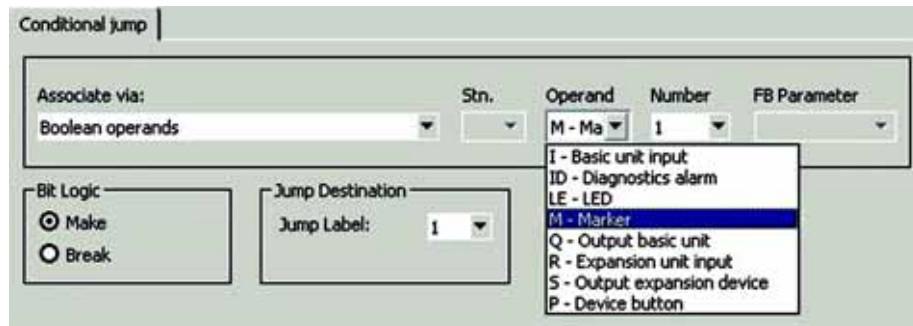 Conditional jump
Associate via: Stn. Operand Number FB Parameter
Boolean operands M - Ma 1
I - Basic unit input
ID - Diagnostics alarm
LE - LED
M - Marker
Q - Output basic unit
R - Expansion unit input
S - Output expansion device
P - Device button
Bit Logic
Make
Break
Jump Destination
Jump Label: 1